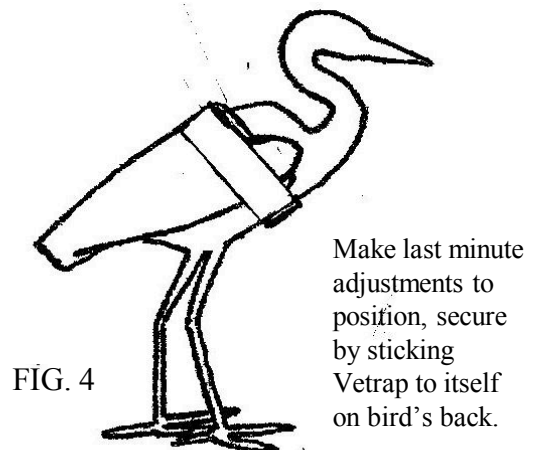 Make last minute
adjustments to
position, secure
by sticking
Vetrap to itself
on bird’s back.
FIG. 4